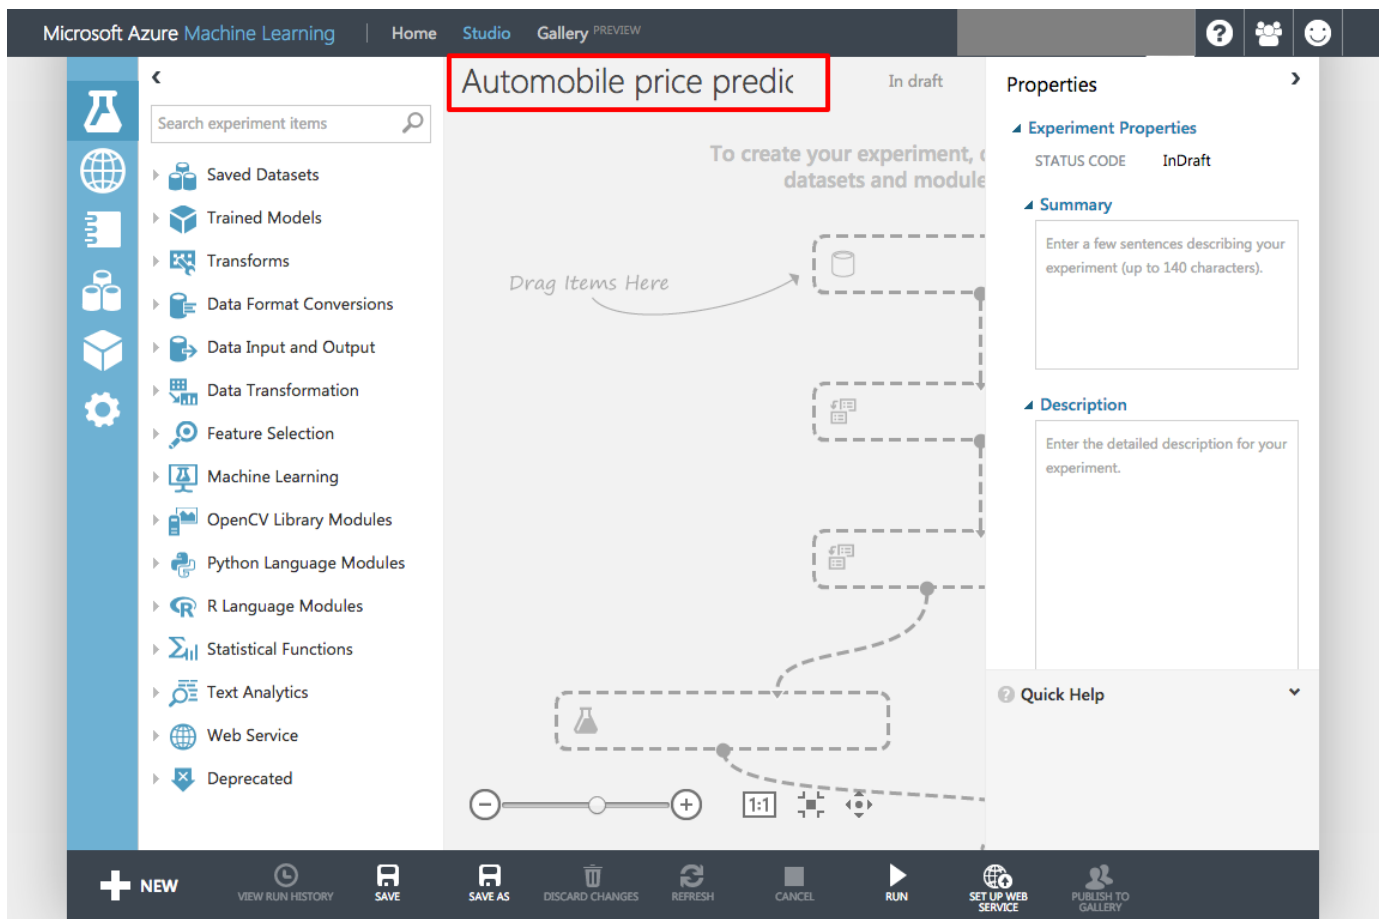 Microsoft Azure Machine Learning | Home Studio Gallery PREVIEW
Automobile price predic
In draft
Search experiment items
Saved Datasets
Trained Models
Transforms
Data Format Conversions
Data Input and Output
Data Transformation
Feature Selection
Machine Learning
OpenCV Library Modules
Python Language Modules
R Language Modules
Statistical Functions
Text Analytics
Web Service
Deprecated
To create your experiment,
datasets and module
Drag Items Here
1:1
Properties
Experiment Properties
STATUS CODE InDraft
Summary
Enter a few sentences describing your
experiment (up to 140 characters).
Description
Enter the detailed description for your
experiment.
Quick Help
NEW
VIEW RUN HISTORY
SAVE
SAVE AS
DISCARD CHANGES
REFRESH
CANCEL
RUN
SET UP WEB
SERVICE
PUBLISH TO
GALLERY